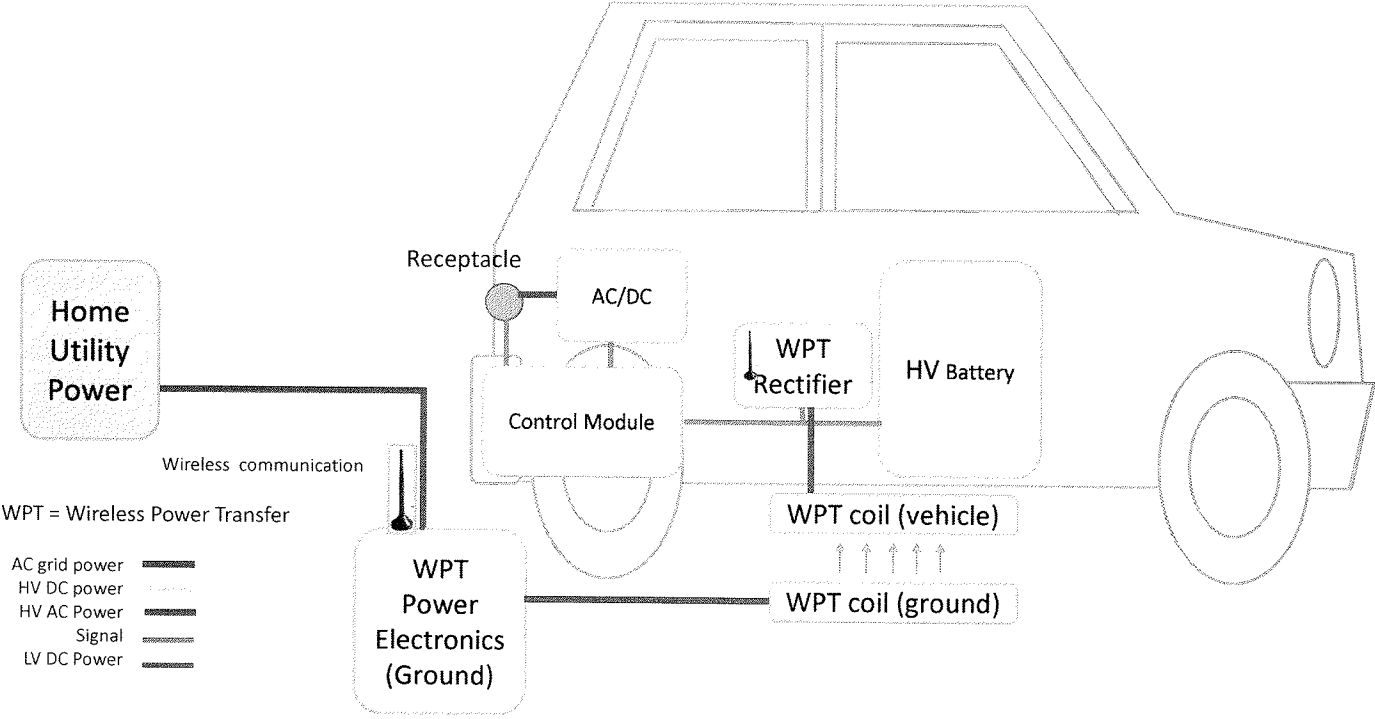 Receptacle
AC/DC
Home
Utility
Power
WPT
Rectifier
HV Battery
Control Module
Wireless communication
WPT = Wireless Power Transfer
WPT coil (vehicle)
AC grid power
HV DC power
HV AC Power
Signal
LV DC Power
WPT
Power
Electronics
(Ground)
WPT coil (ground)